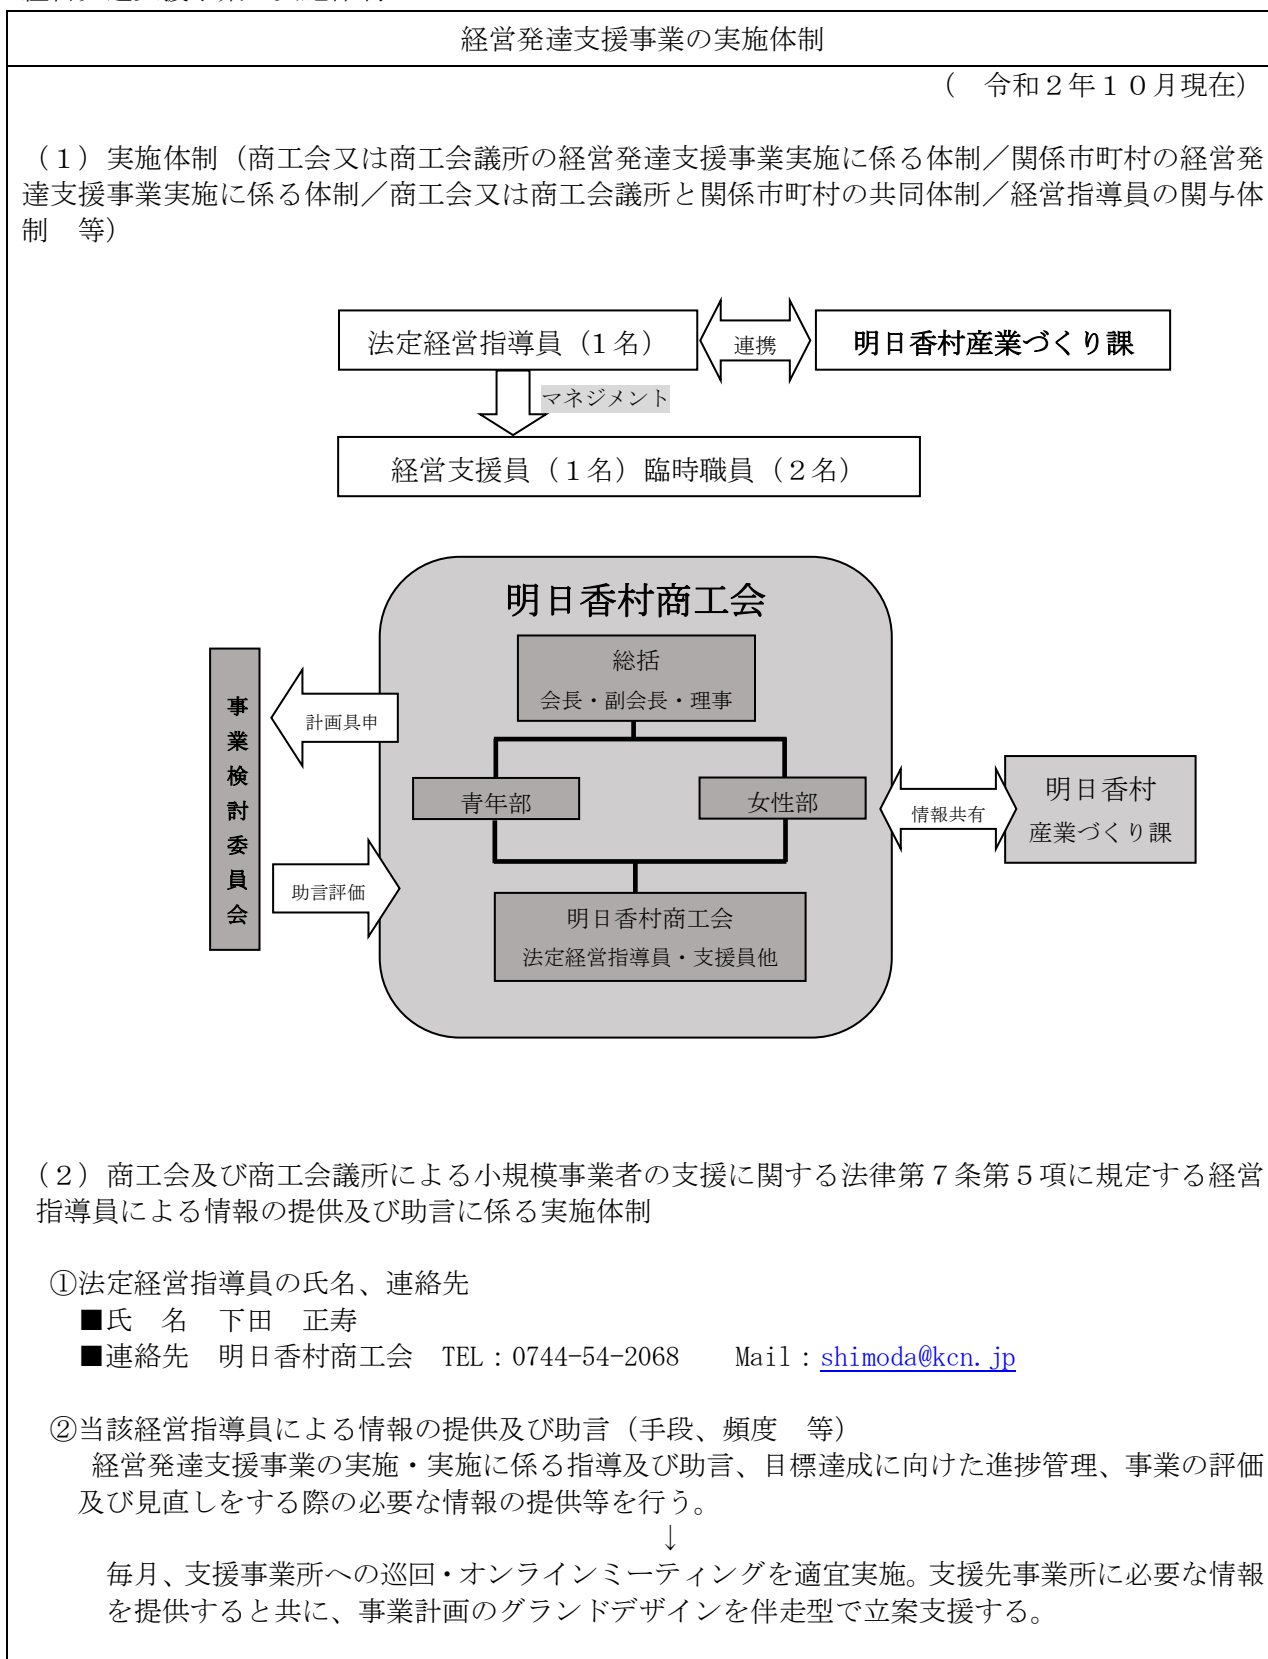 経営発達支援事業の実施体制
（　令和２年１０月現在）
（１）実施体制（商工会又は商工会議所の経営発達支援事業実施に係る体制／関係市町村の経営発
達支援事業実施に係る体制／商工会又は商工会議所と関係市町村の共同体制／経営指導員の関与体
制　等）
法定経営指導員（1 名）
連携
明日香村産業づくり課
マネジメント
経営支援員（１名）臨時職員（２名）
明日香村商工会
総括
会長・副会長・理事
事業検討委員会
計画具申
青年部
女性部
情報共有
明日香村
産業づくり課
助言評価
明日香村商工会
法定経営指導員・支援員他
（２）商工会及び商工会議所による小規模事業者の支援に関する法律第７条第５項に規定する経営
指導員による情報の提供及び助言に係る実施体制
①法定経営指導員の氏名、連絡先
■氏　名　下田　正寿
■連絡先　明日香村商工会　TEL：0744-54-2068　　Mail：shimoda@kcn.jp
②当該経営指導員による情報の提供及び助言（手段、頻度　等）
経営発達支援事業の実施・実施に係る指導及び助言、目標達成に向けた進捗管理、事業の評価
及び見直しをする際の必要な情報の提供等を行う。
↓
毎月、支援事業所への巡回・オンラインミーティングを適宜実施。支援先事業所に必要な情報
を提供すると共に、事業計画のグランドデザインを伴走型で立案支援する。